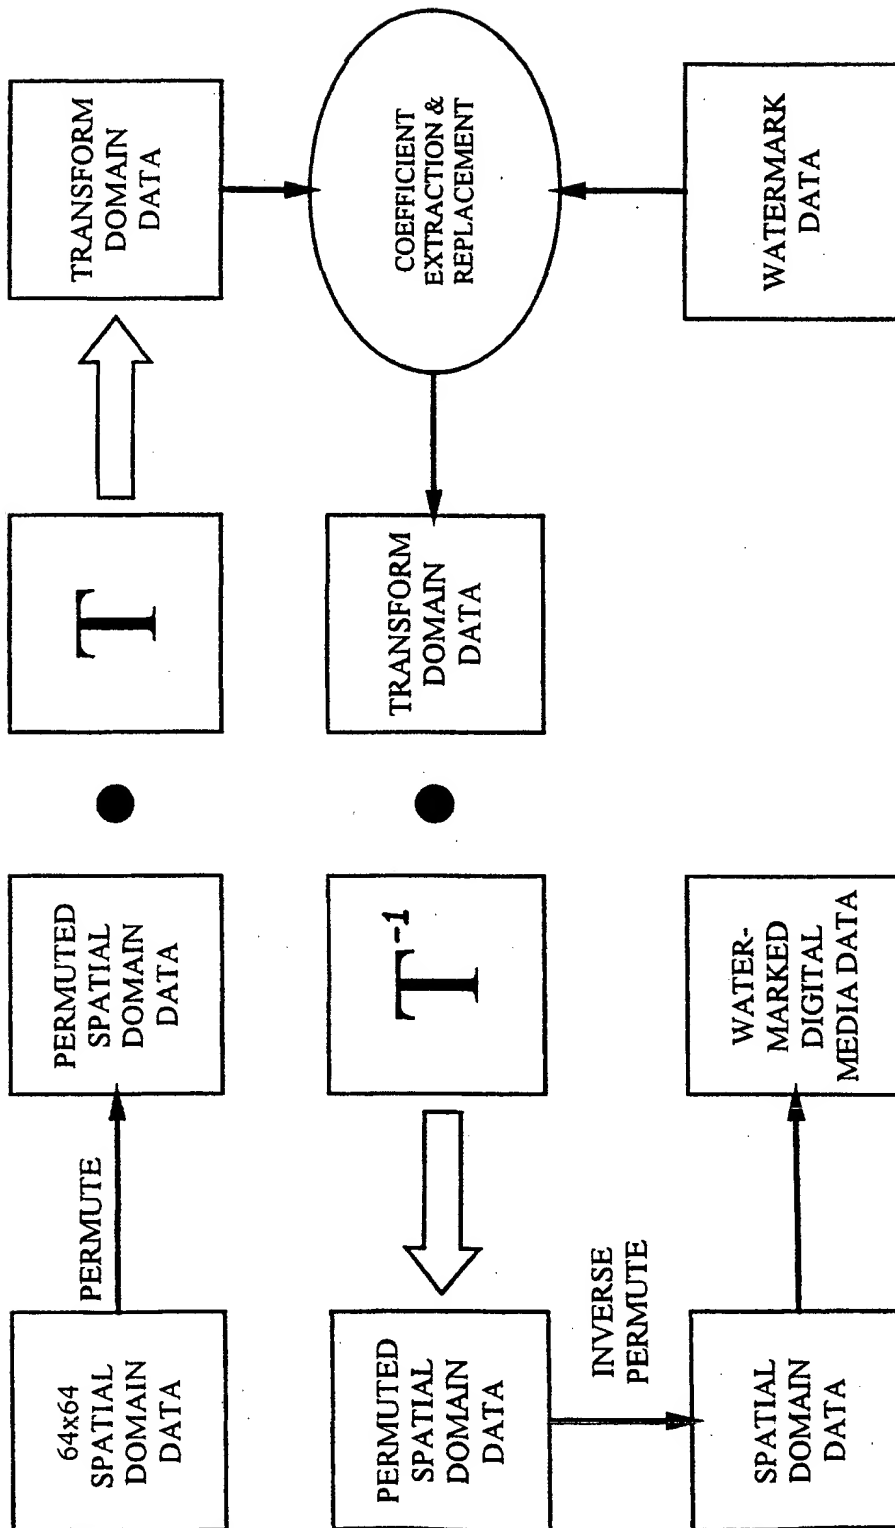 64x64
SPATIAL
DOMAIN
DATA
PERMUTE
PERMUTED
SPATIAL
DOMAIN
DATA
T
TRANSFORM
DOMAIN
DATA
PERMUTED
SPATIAL
DOMAIN
DATA
T-1
TRANSFORM
DOMAIN
DATA
COEFFICIENT
EXTRACTION &
REPLACEMENT
INVERSE
PERMUTE
SPATIAL
DOMAIN
DATA
WATER-
MARKED
DIGITAL
MEDIA DATA
WATERMARK
DATA